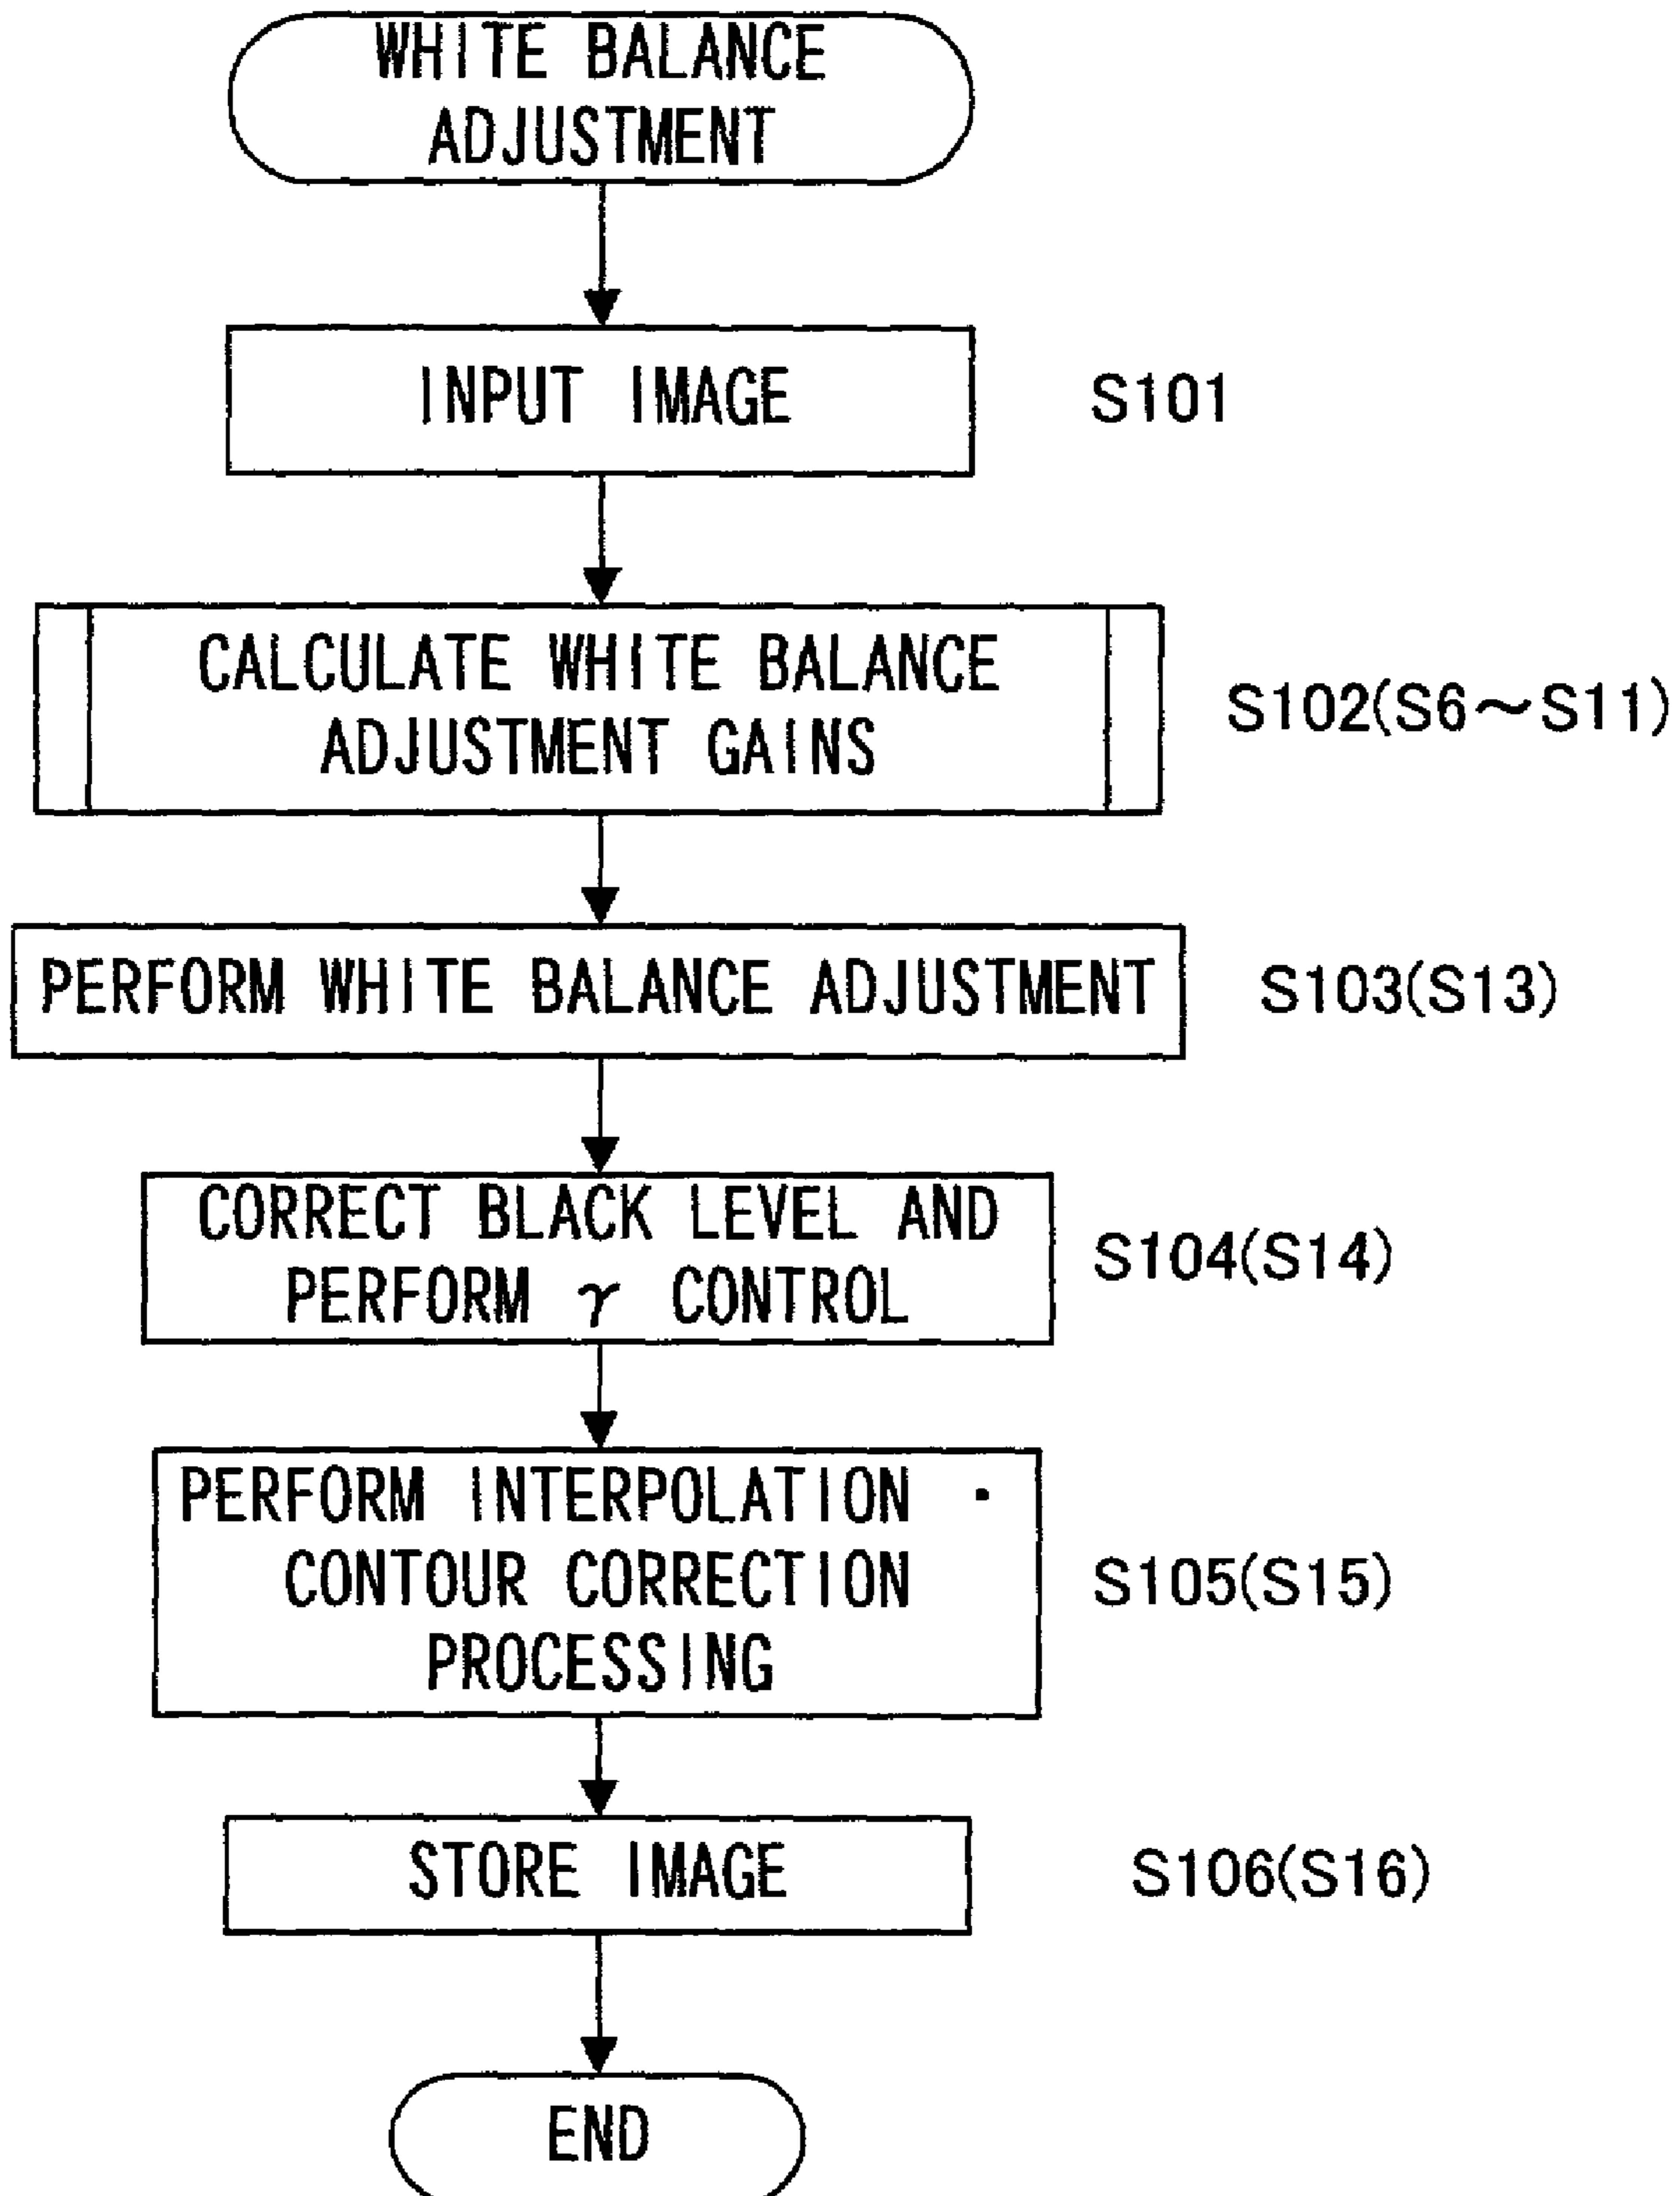 WHITE BALANCE
ADJUSTMENT
INPUT IMAGE
S101
CALCULATE WHITE BALANCE
ADJUSTMENT GAINS
S102(S6～S11)
PERFORM WHITE BALANCE ADJUSTMENT
S103(S13)
CORRECT BLACK LEVEL AND
PERFORM γ CONTROL
S104(S14)
PERFORM INTERPOLATION ·
CONTOUR CORRECTION
PROCESSING
S105(S15)
STORE IMAGE
S106(S16)
END